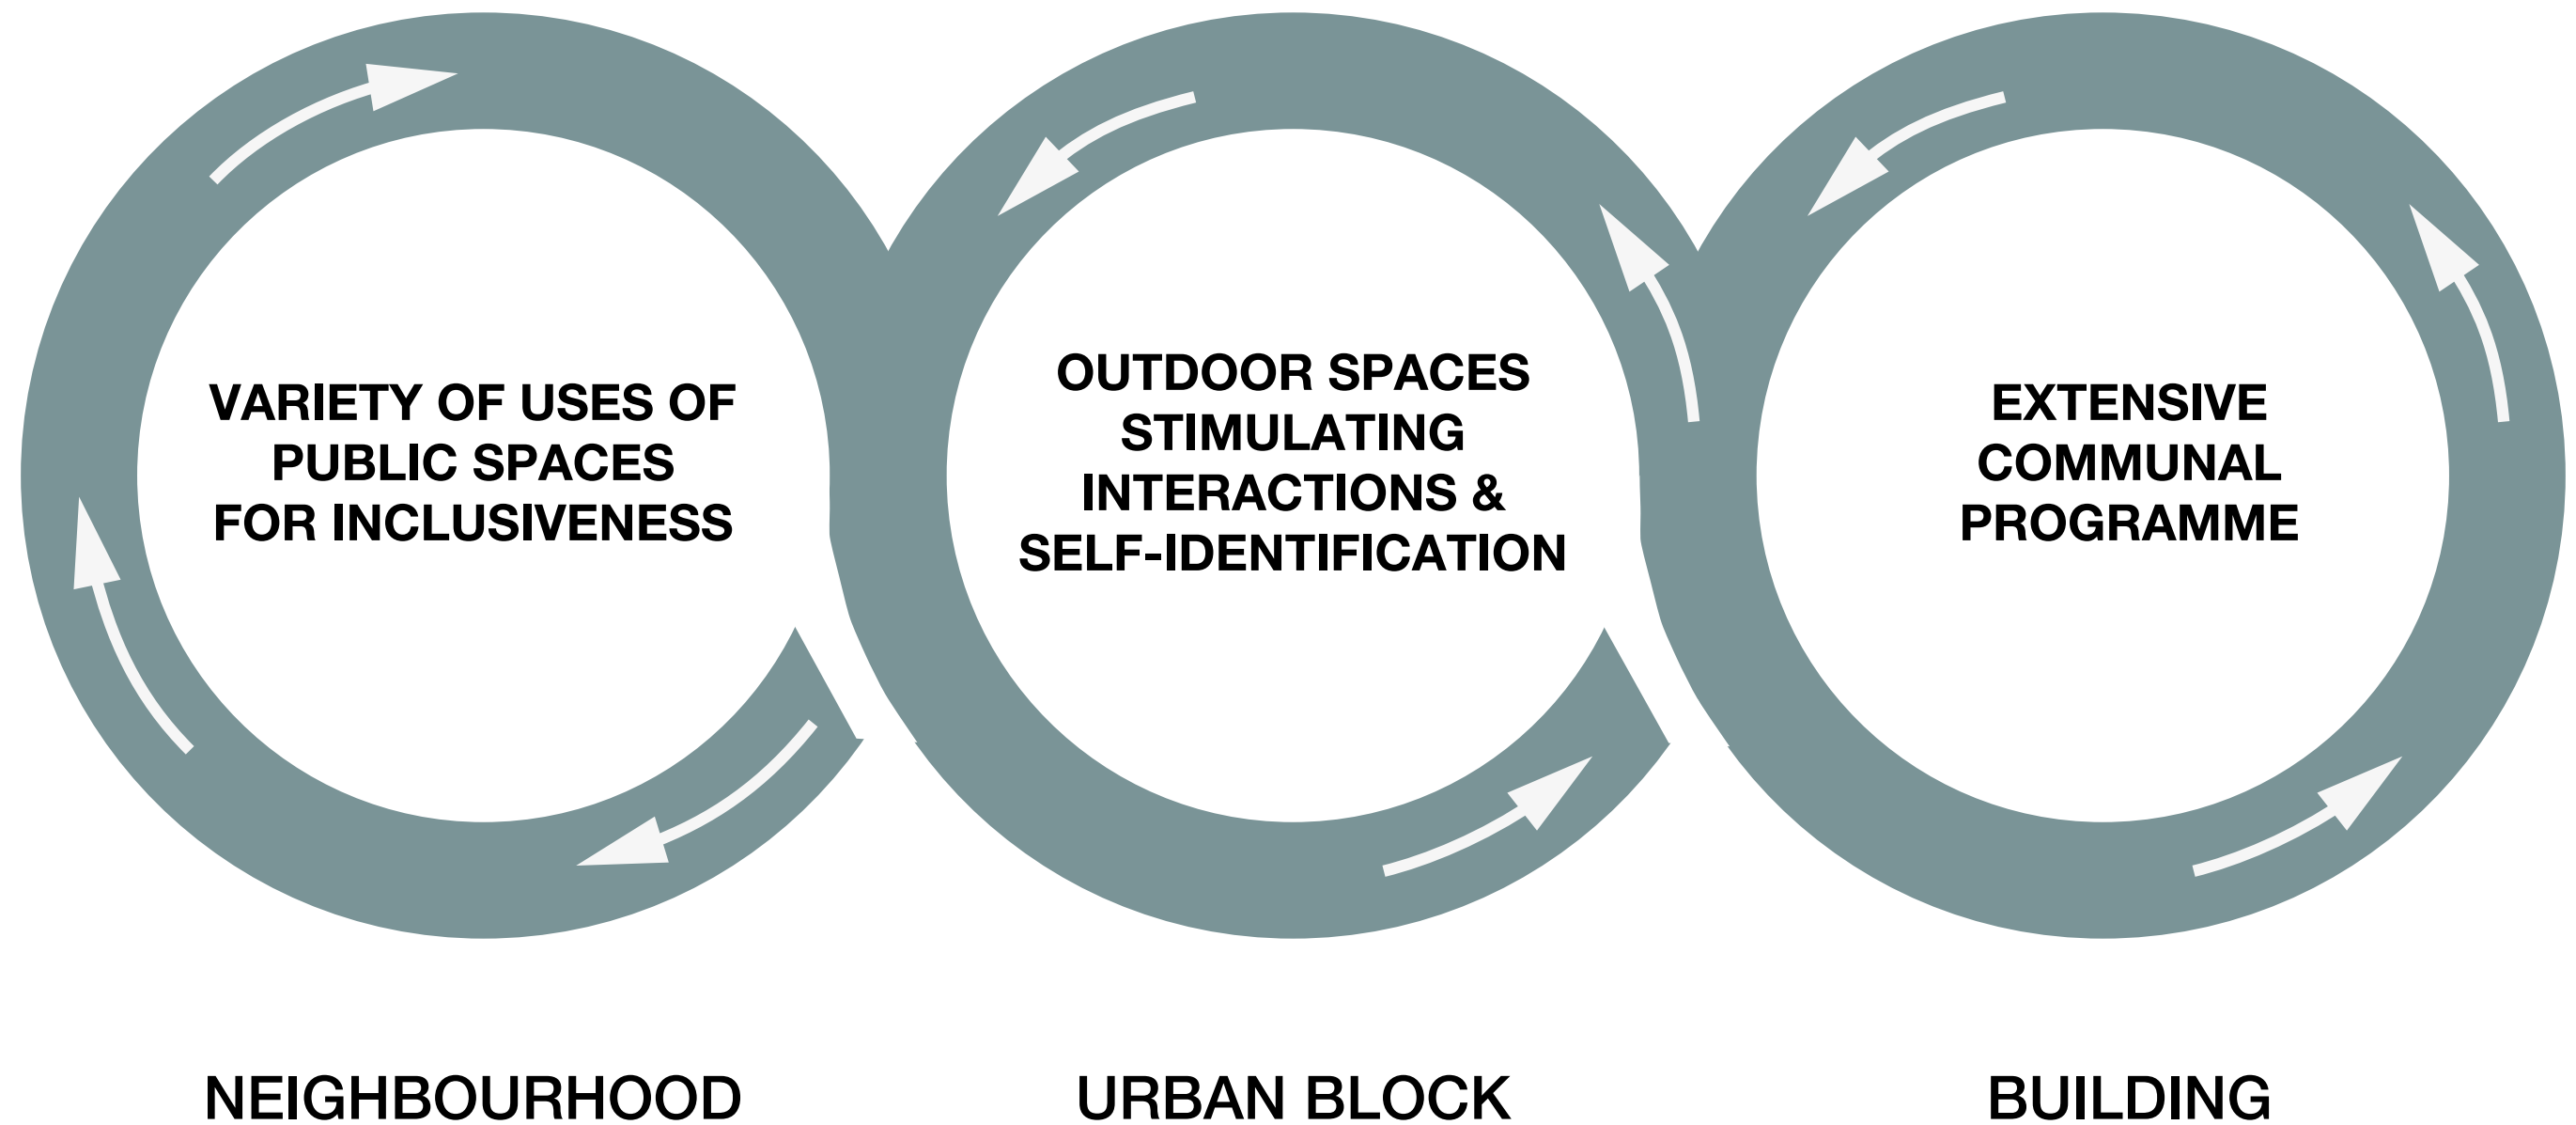 VARIETY OF USES OF
PUBLIC SPACES
FOR INCLUSIVENESS
OUTDOOR SPACES
STIMULATING
INTERACTIONS &
SELF-IDENTIFICATION
EXTENSIVE
COMMUNAL
PROGRAMME
NEIGHBOURHOOD
URBAN BLOCK
BUILDING